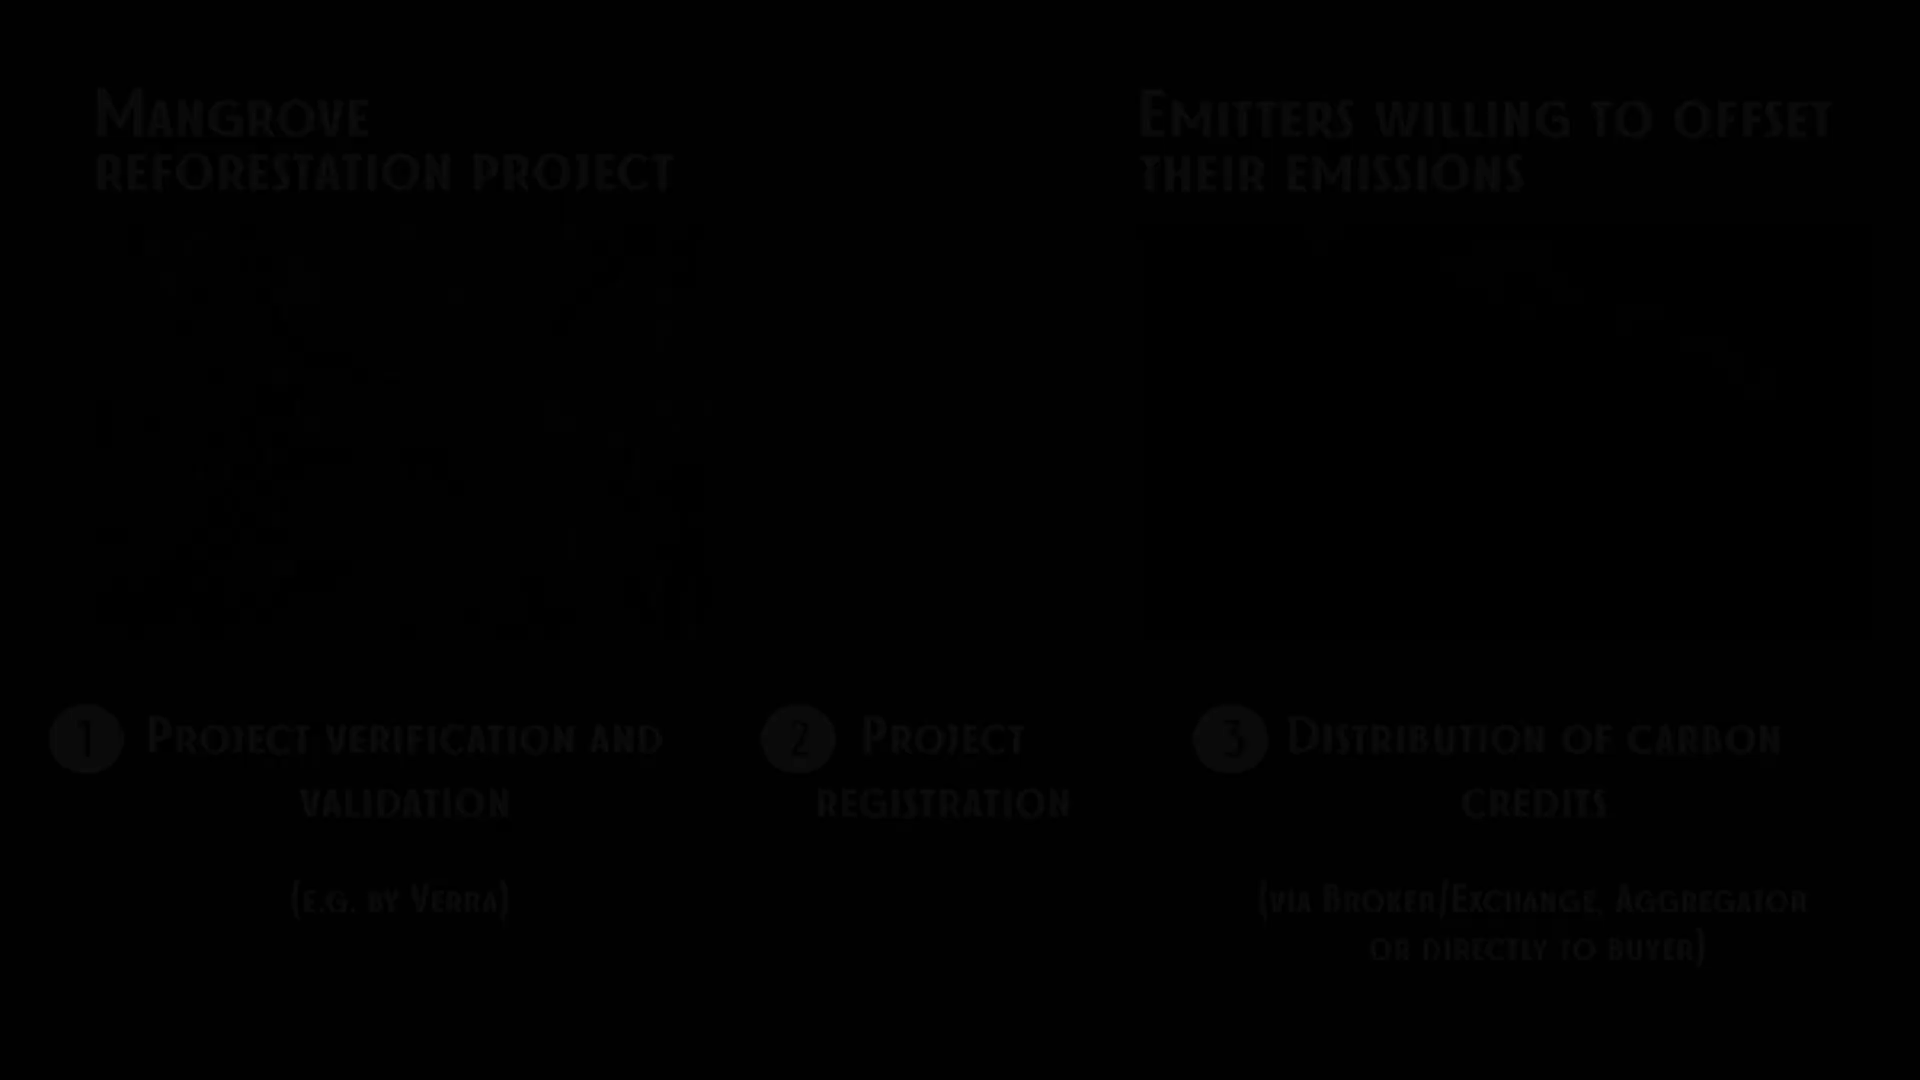 Mangrove
reforestation project
Emitters willing to offset
their emissions
1 Project verification and
validation
(e.g. by Verra)
2 Project
registration
3 Distribution of carbon
credits
(via Broker/Exchange, Aggregator
or directly to buyer)